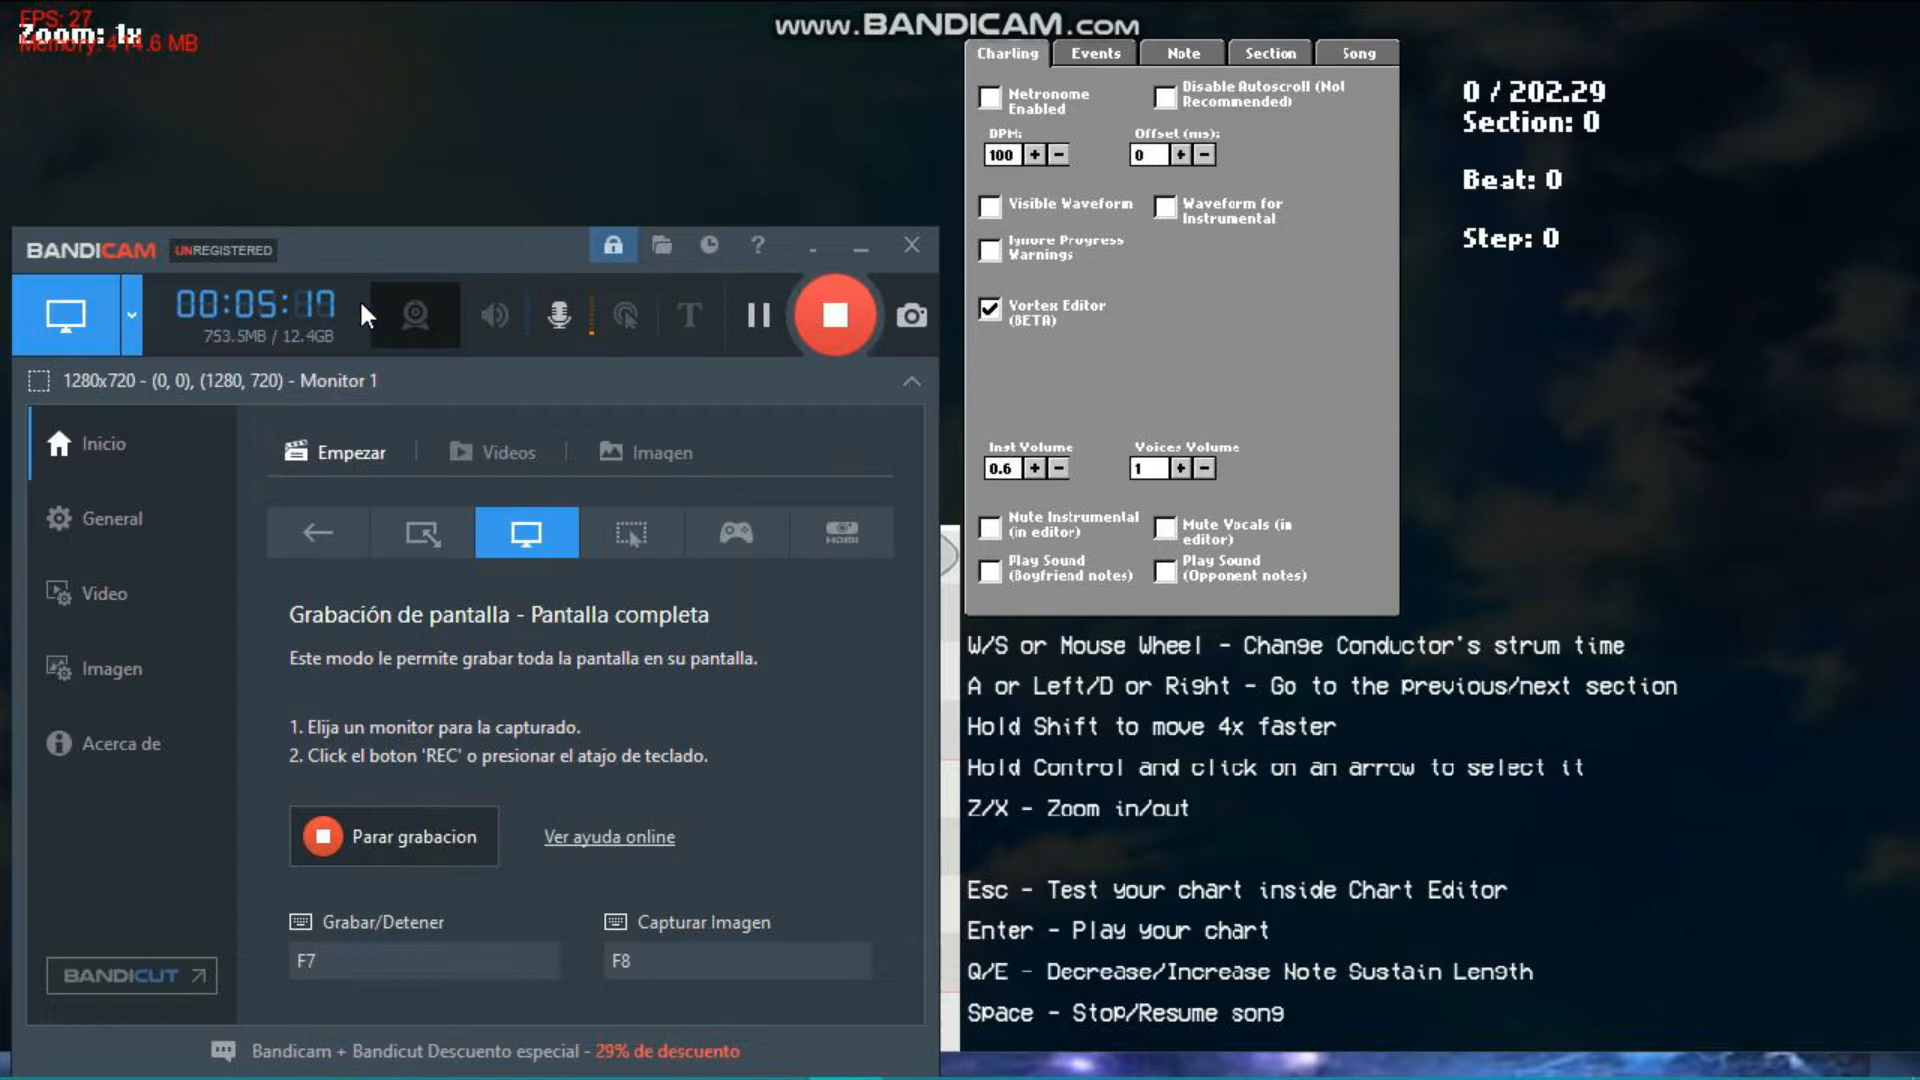 FPS: 27
Zoom: 1x
Memory: 414.6 MB
www.BANDICAM.com
Charting
Events
Note
Section
Song
Metronome Enabled
Disable Autoscroll (Not Recommended)
BPM:
Offset (ms):
100 + -
0 + -
Visible Waveform
Waveform for Instrumental
Ignore Progress Warnings
Vortex Editor (BETA)
Inst Volume
Voices Volume
0.6 + -
1 + -
Mute Instrumental (in editor)
Mute Vocals (in editor)
Play Sound (Boyfriend notes)
Play Sound (Opponent notes)
0 / 202.29
Section: 0
Beat: 0
Step: 0
BANDICAM UNREGISTERED
00:05:17
753.5MB / 12.4GB
1280x720 - (0, 0), (1280, 720) - Monitor 1
Inicio
General
Video
Imagen
Acerca de
BANDICUT
Empezar
Videos
Imagen
HDMI
Grabación de pantalla - Pantalla completa
Este modo le permite grabar toda la pantalla en su pantalla.
1. Elija un monitor para la capturado.
2. Click el boton 'REC' o presionar el atajo de teclado.
Parar grabacion
Ver ayuda online
Grabar/Detener
Capturar Imagen
F7
F8
Bandicam + Bandicut Descuento especial - 29% de descuento
W/S or Mouse Wheel - Change Conductor's strum time
A or Left/D or Right - Go to the previous/next section
Hold Shift to move 4x faster
Hold Control and click on an arrow to select it
Z/X - Zoom in/out
Esc - Test your chart inside Chart Editor
Enter - Play your chart
Q/E - Decrease/Increase Note Sustain Length
Space - Stop/Resume song